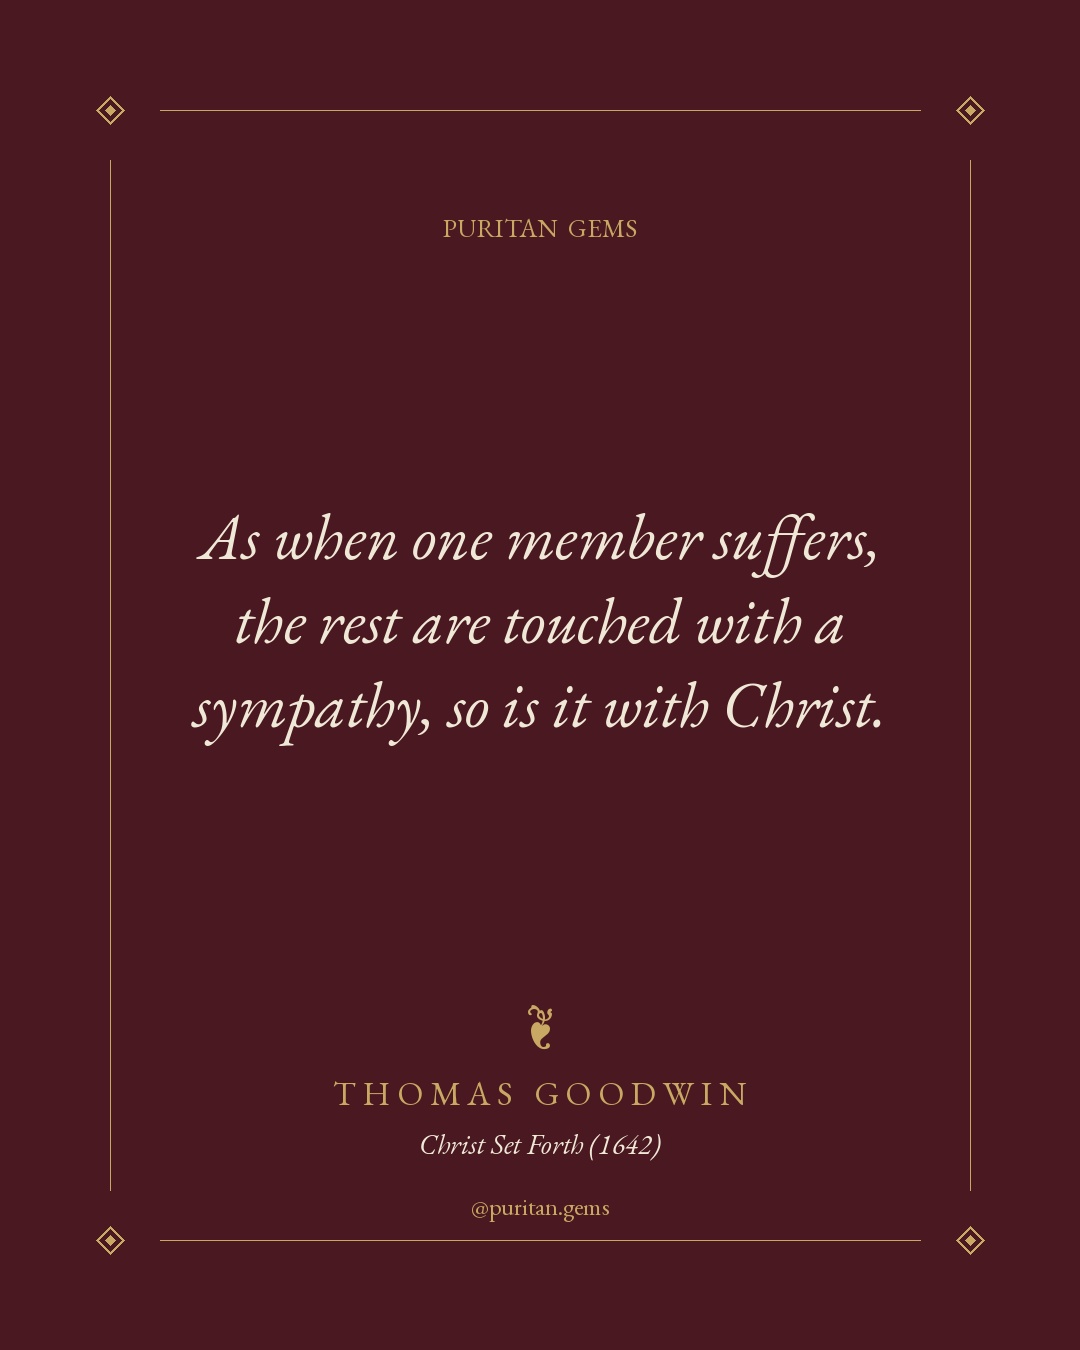 PURITAN GEMS
As when one member suffers,
the rest are touched with a
sympathy, so is it with Christ.
THOMAS GOODWIN
Christ Set Forth (1642)
@puritan.gems